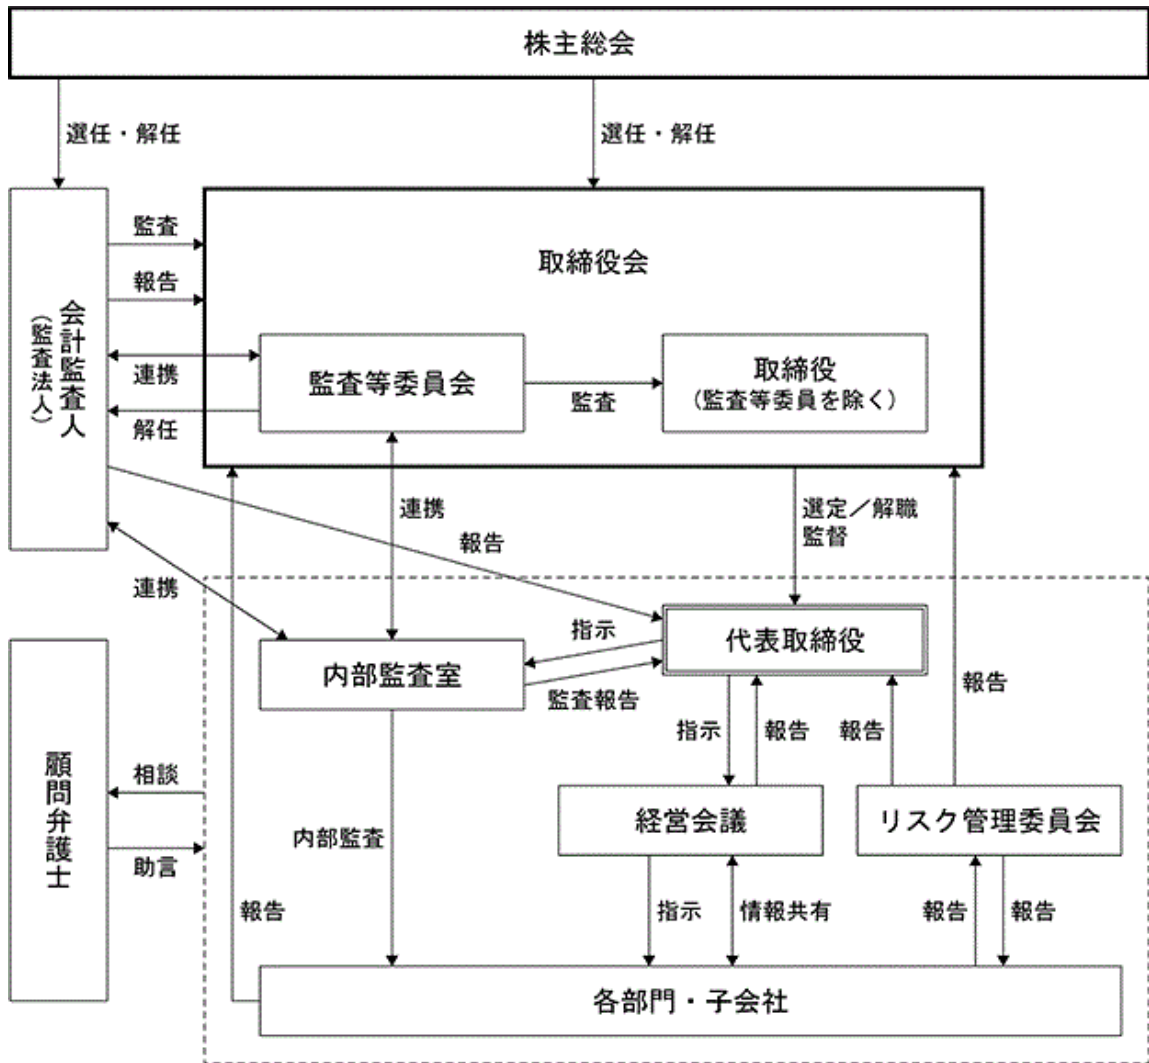 株主総会
選任・解任
選任・解任
会計監査人
（監査法人）
監査
報告
連携
解任
取締役会
監査等委員会
監査
取締役
（監査等委員を除く）
連携
報告
選定／解職
監督
連携
指示
代表取締役
内部監査室
監査報告
報告
指示
報告
報告
顧問弁護士
相談
助言
内部監査
経営会議
リスク管理委員会
報告
指示
情報共有
報告
報告
各部門・子会社